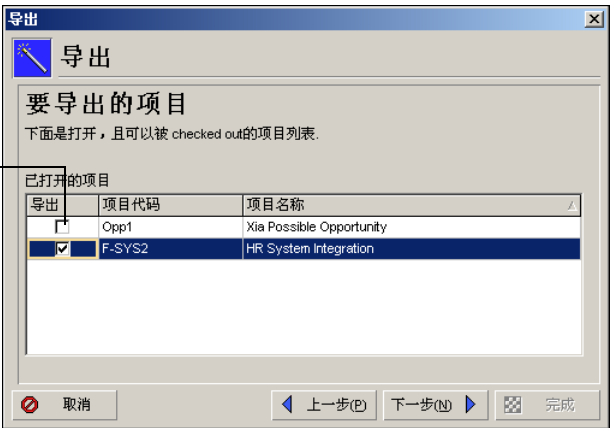 导出
导出
要导出的项目
下面是打开，且可以被 checked out的项目列表.
已打开的项目
导出 项目代码 项目名称
Opp1 Xia Possible Opportunity
F-SYS2 HR System Integration
取消 上一步(P) 下一步(N) 完成